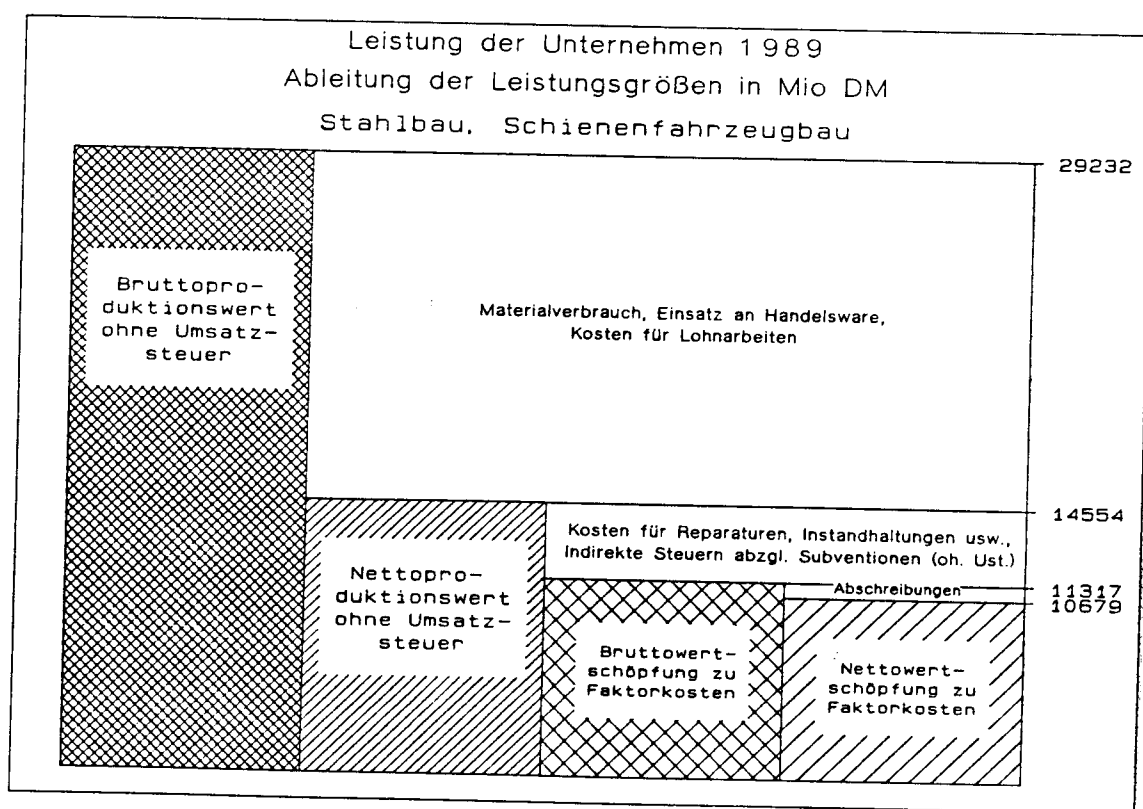 Leistung der Unternehmen 1989
Ableitung der Leistungsgrößen in Mio DM
Stahlbau, Schienenfahrzeugbau
29232
Bruttopro-
duktionswert
ohne Umsatz-
steuer
Materialverbrauch, Einsatz an Handelsware,
Kosten für Lohnarbeiten
14554
Kosten für Reparaturen, Instandhaltungen usw.,
Indirekte Steuern abzgl. Subventionen (oh. Ust.)
Abschreibungen
11317
10679
Nettopro-
duktionswert
ohne Umsatz-
steuer
Bruttowert-
schöpfung zu
Faktorkosten
Nettowert-
schöpfung zu
Faktorkosten